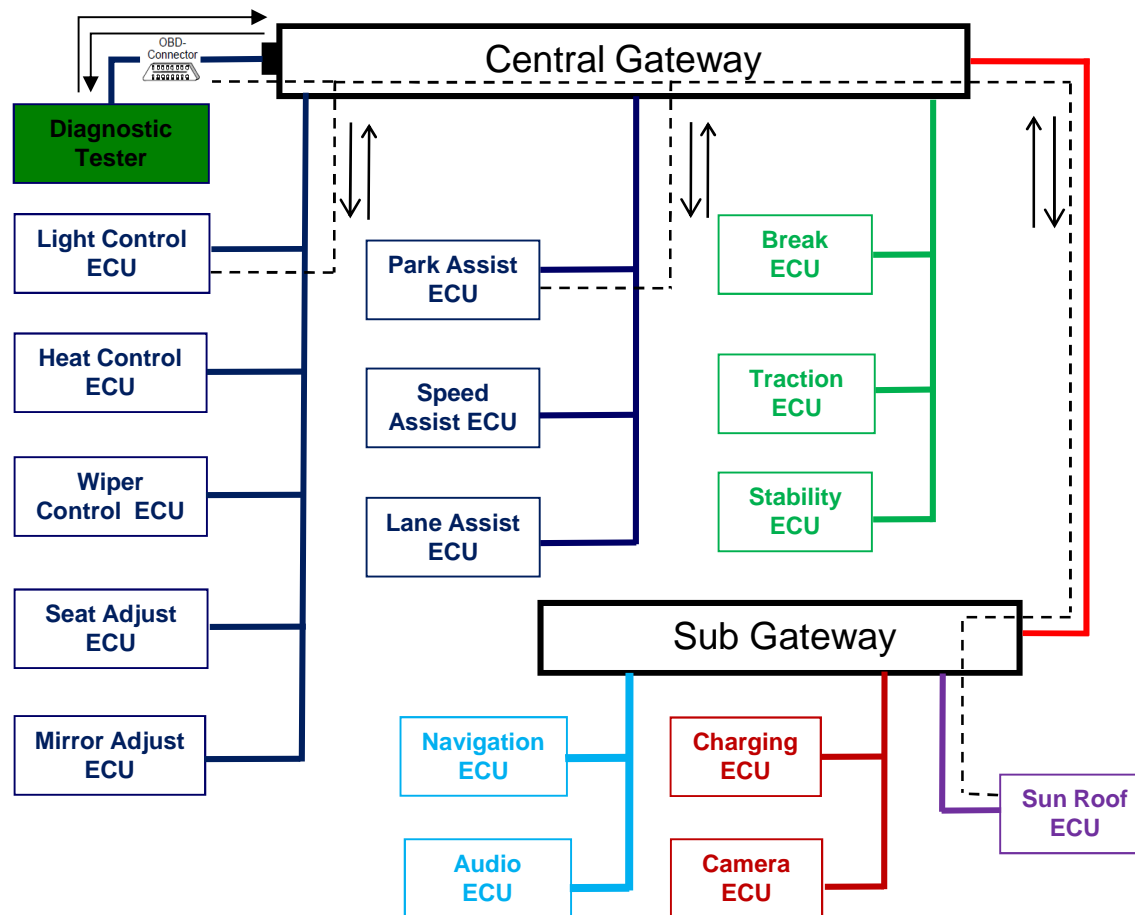 OBD-
Connector
Central Gateway
Diagnostic
Tester
Light Control
ECU
Park Assist
ECU
Break
ECU
Heat Control
ECU
Speed
Assist ECU
Traction
ECU
Wiper
Control ECU
Lane Assist
ECU
Stability
ECU
Seat Adjust
ECU
Sub Gateway
Mirror Adjust
ECU
Navigation
ECU
Charging
ECU
Sun Roof
ECU
Audio
ECU
Camera
ECU